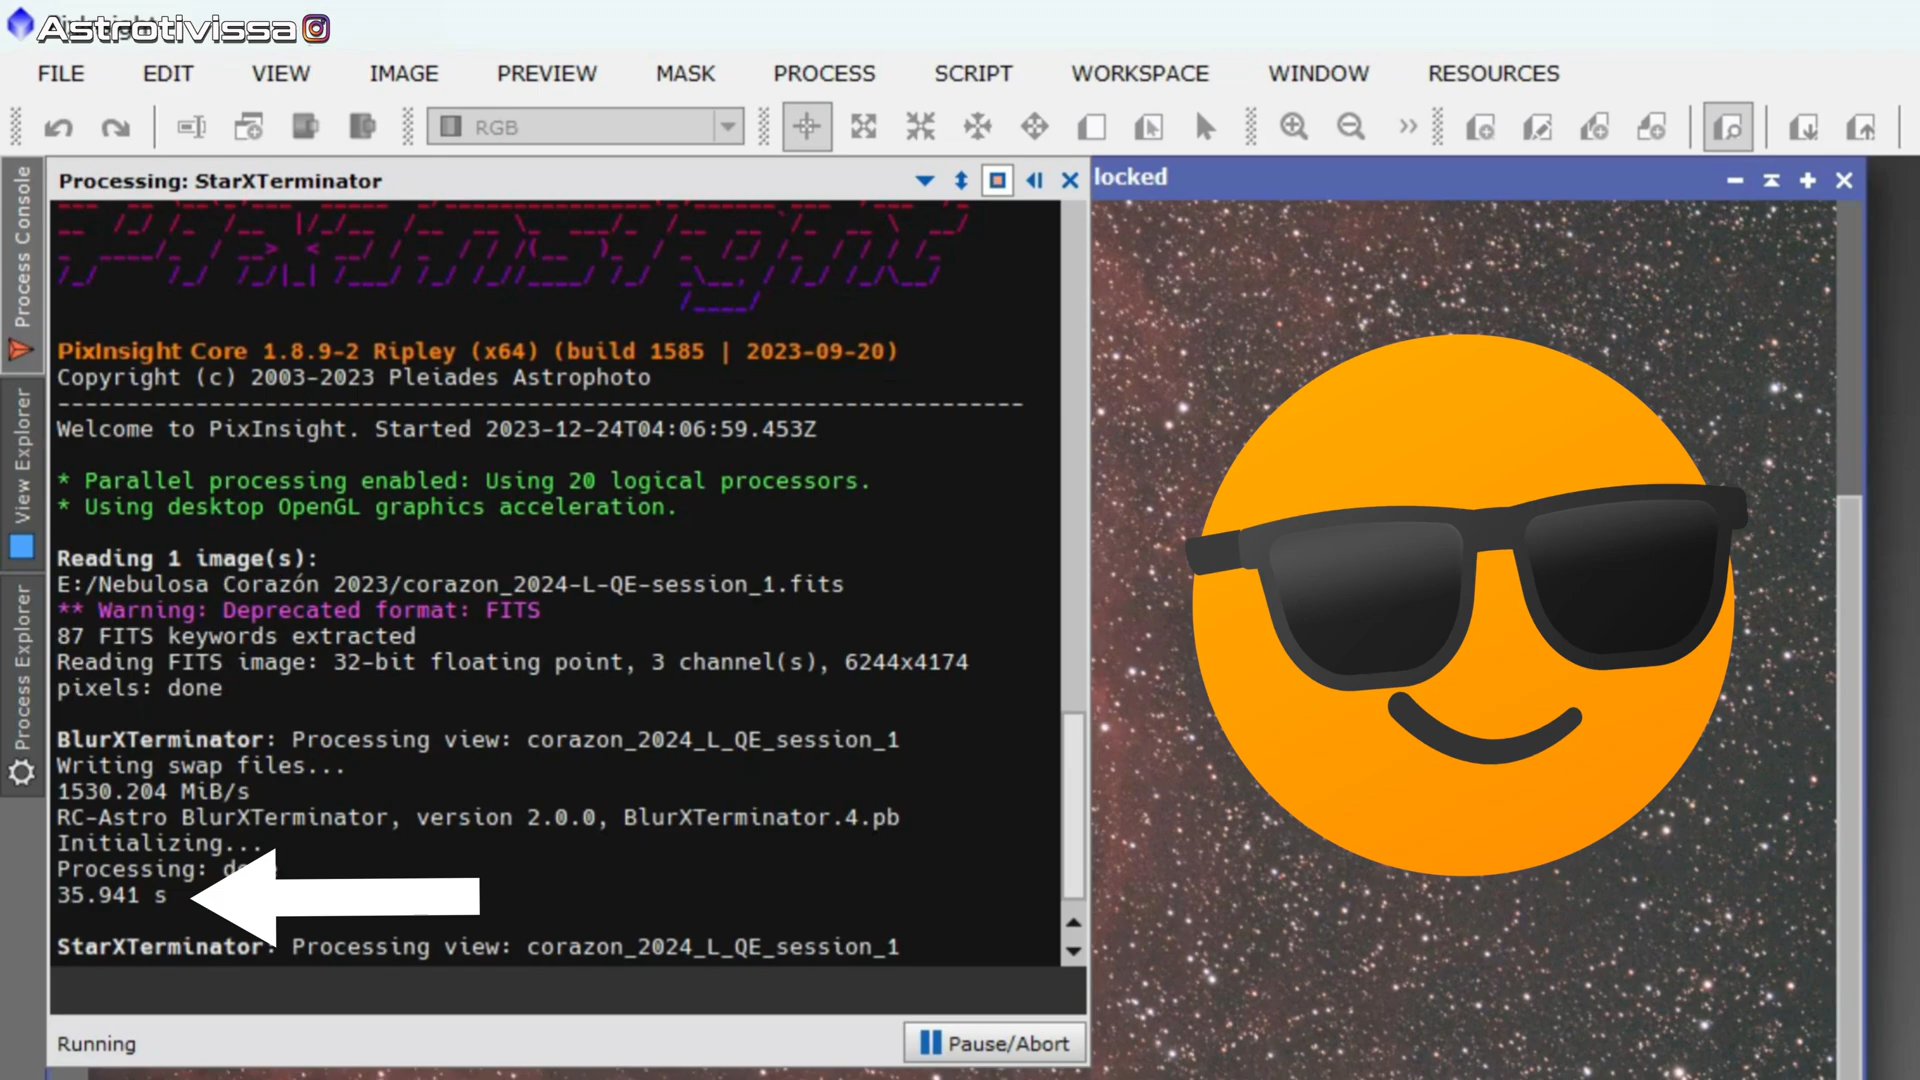 Astrotivissa
FILE EDIT VIEW IMAGE PREVIEW MASK PROCESS SCRIPT WORKSPACE WINDOW RESOURCES
RGB
Process Console
View Explorer
Process Explorer
Processing: StarXTerminator
locked
PixInsight
PixInsight Core 1.8.9-2 Ripley (x64) (build 1585 | 2023-09-20)
Copyright (c) 2003-2023 Pleiades Astrophoto
----------------------------------------------------------------------
Welcome to PixInsight. Started 2023-12-24T04:06:59.453Z
* Parallel processing enabled: Using 20 logical processors.
* Using desktop OpenGL graphics acceleration.
Reading 1 image(s):
E:/Nebulosa Corazón 2023/corazon_2024-L-QE-session_1.fits
** Warning: Deprecated format: FITS
87 FITS keywords extracted
Reading FITS image: 32-bit floating point, 3 channel(s), 6244x4174
pixels: done
BlurXTerminator: Processing view: corazon_2024_L_QE_session_1
Writing swap files...
1530.204 MiB/s
RC-Astro BlurXTerminator, version 2.0.0, BlurXTerminator.4.pb
Initializing...
Processing:
35.941 s
StarXTerminator: Processing view: corazon_2024_L_QE_session_1
Running
Pause/Abort